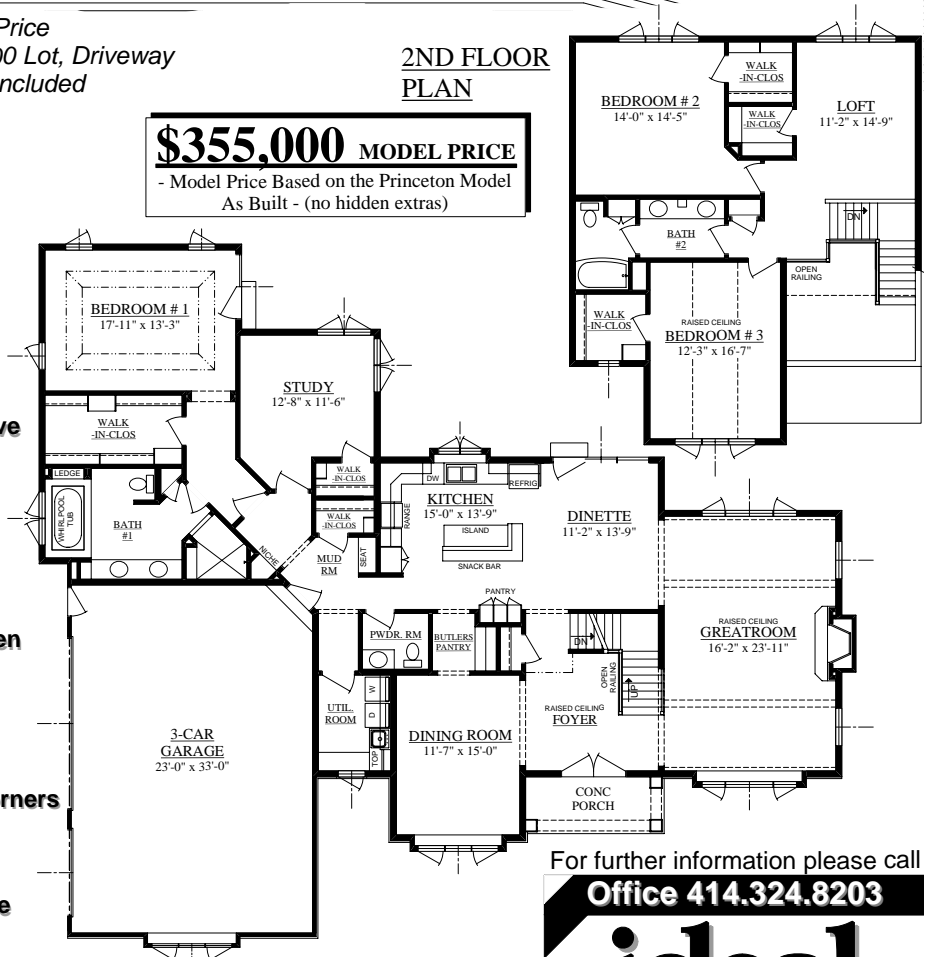 Price
00 Lot, Driveway
ncluded
2ND FLOOR
PLAN
$355,000 MODEL PRICE
- Model Price Based on the Princeton Model
As Built - (no hidden extras)
BEDROOM # 2
14'-0" x 14'-5"
WALK
-IN-CLOS
WALK
-IN-CLOS
LOFT
11'-2" x 14'-9"
BATH
#2
DN
OPEN
RAILING
WALK
-IN-CLOS
RAISED CEILING
BEDROOM # 3
12'-3" x 16'-7"
BEDROOM # 1
17'-11" x 13'-3"
STUDY
12'-8" x 11'-6"
WALK
-IN-CLOS
ve
LEDGE
WHIRLPOOL
TUB
BATH
#1
NICHE
WALK
-IN-CLOS
WALK
-IN-CLOS
MUD
RM
SEAT
DW
REFRIG
RANGE
KITCHEN
15'-0" x 13'-9"
ISLAND
SNACK BAR
DINETTE
11'-2" x 13'-9"
PANTRY
RAISED CEILING
GREATROOM
16'-2" x 23'-11"
en
PWDR. RM
BUTLERS
PANTRY
DN
OPEN
RAILING
UP
UTIL.
ROOM
W
D
TOP
RAISED CEILING
FOYER
DINING ROOM
11'-7" x 15'-0"
3-CAR
GARAGE
23'-0" x 33'-0"
CONC
PORCH
rners
e
For further information please call
Office 414.324.8203
ideal